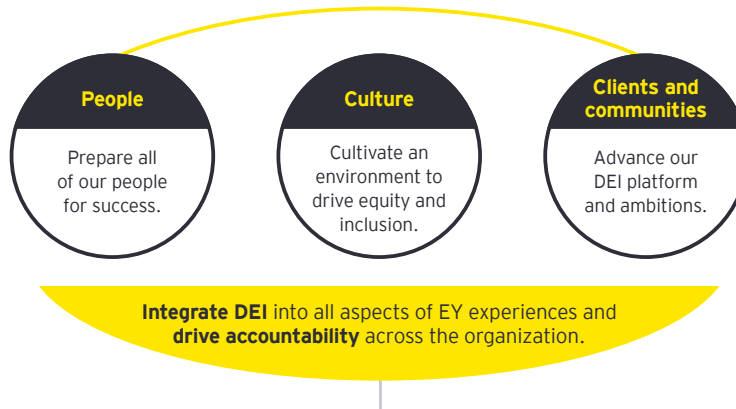 People
Prepare all
of our people
for success.
Culture
Cultivate an
environment to
drive equity and
inclusion.
Clients and
communities
Advance our
DEI platform
and ambitions.
Integrate DEI into all aspects of EY experiences and
drive accountability across the organization.